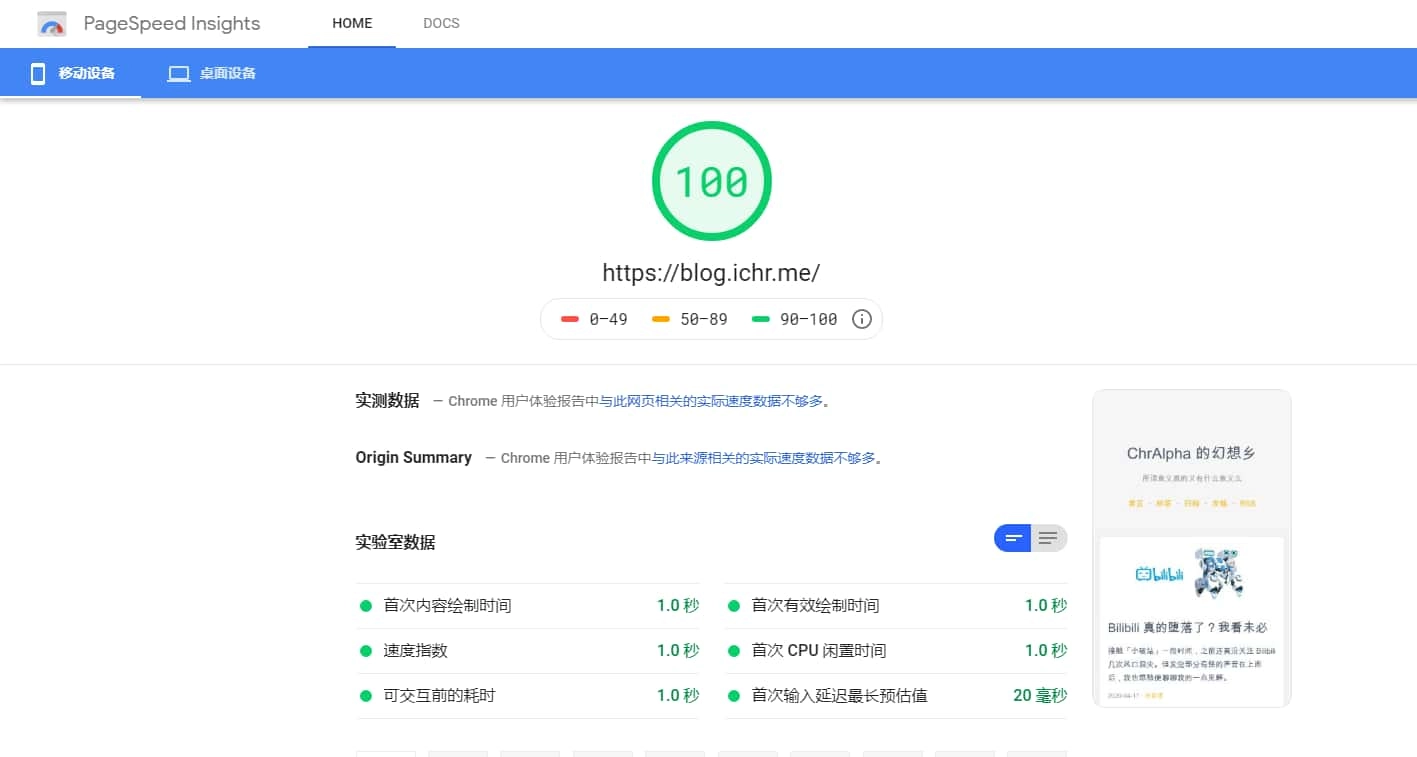 PageSpeed Insights
HOME
DOCS
移动设备
桌面设备
100
https://blog.ichr.me/
0–49
50–89
90–100
实测数据 — Chrome 用户体验报告中与此网页相关的实际速度数据不够多。
Origin Summary — Chrome 用户体验报告中与此来源相关的实际速度数据不够多。
实验室数据
首次内容绘制时间 1.0 秒
首次有效绘制时间 1.0 秒
速度指数 1.0 秒
首次 CPU 闲置时间 1.0 秒
可交互前的耗时 1.0 秒
首次输入延迟最长预估值 20 毫秒
ChrAlpha 的幻想乡
bilibili
Bilibili 真的堕落了？我看未必